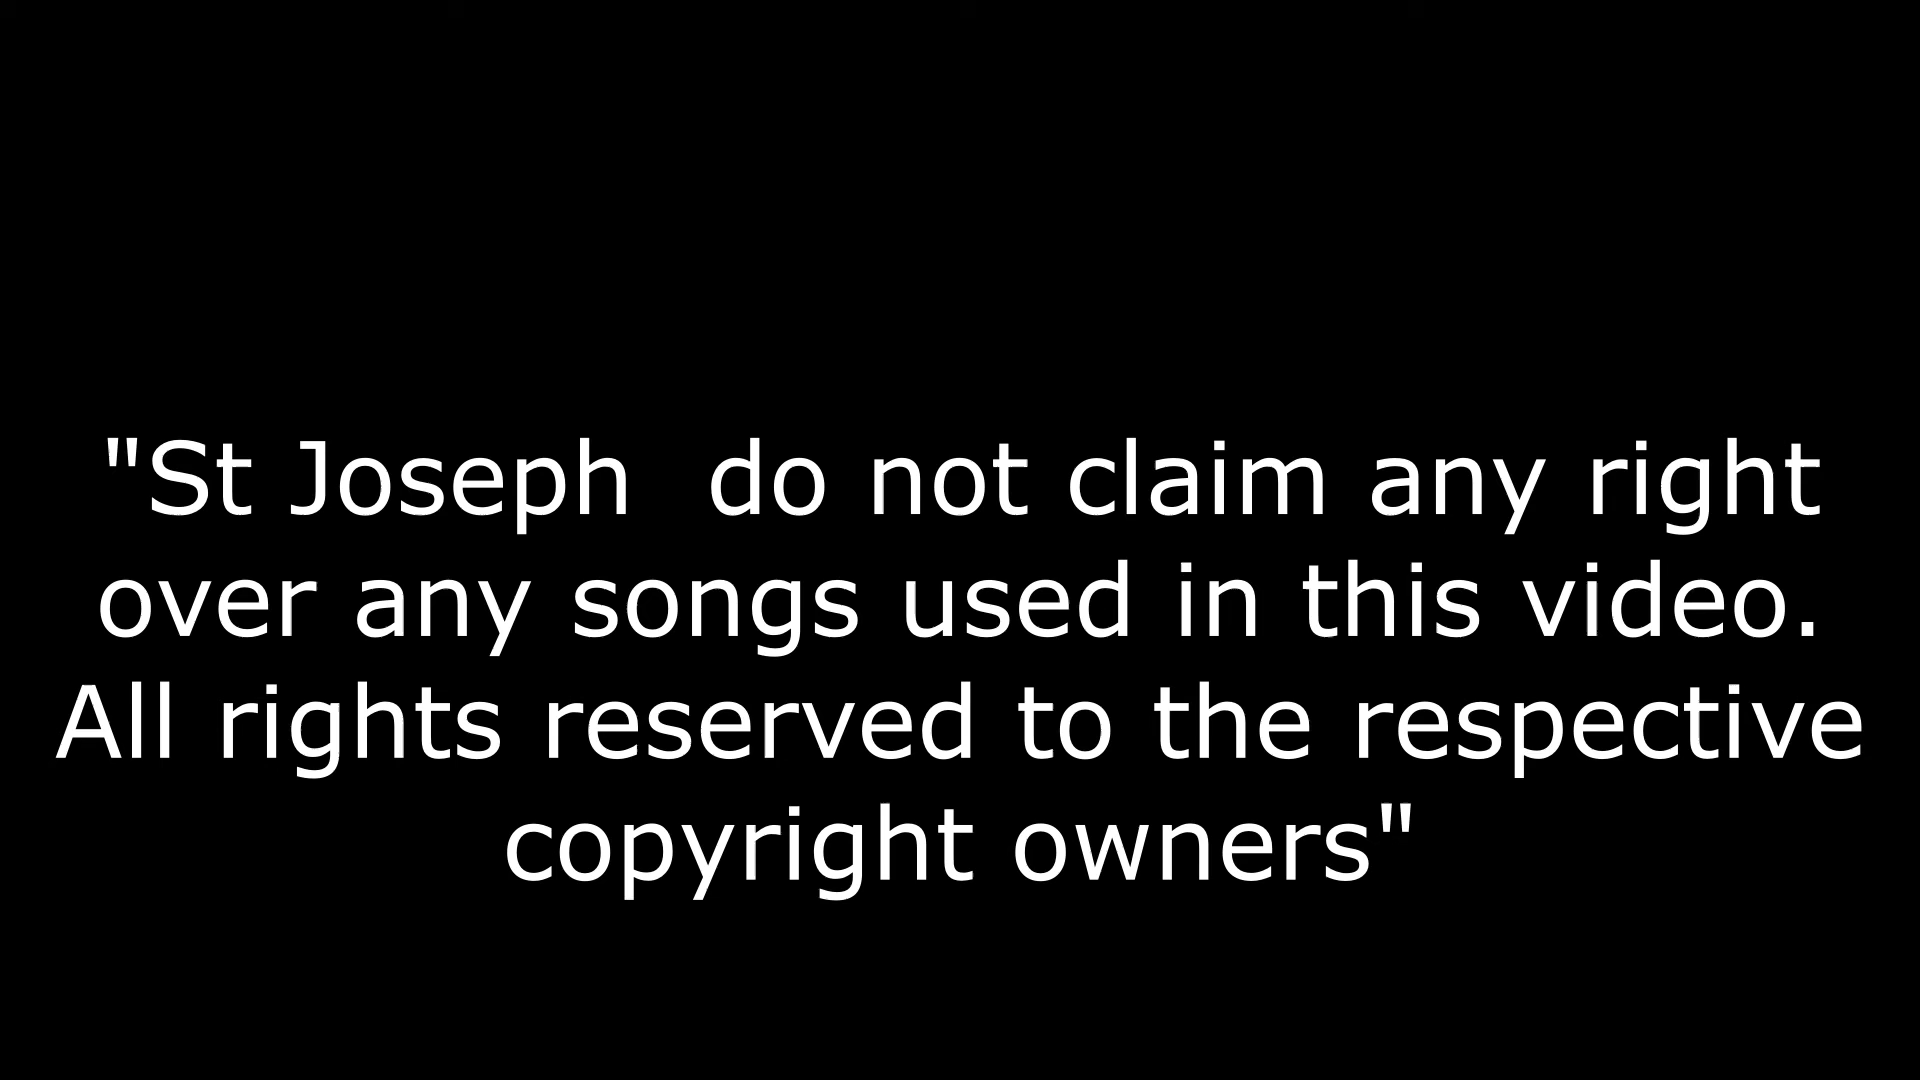 "St Joseph  do not claim any right
over any songs used in this video.
All rights reserved to the respective
copyright owners"